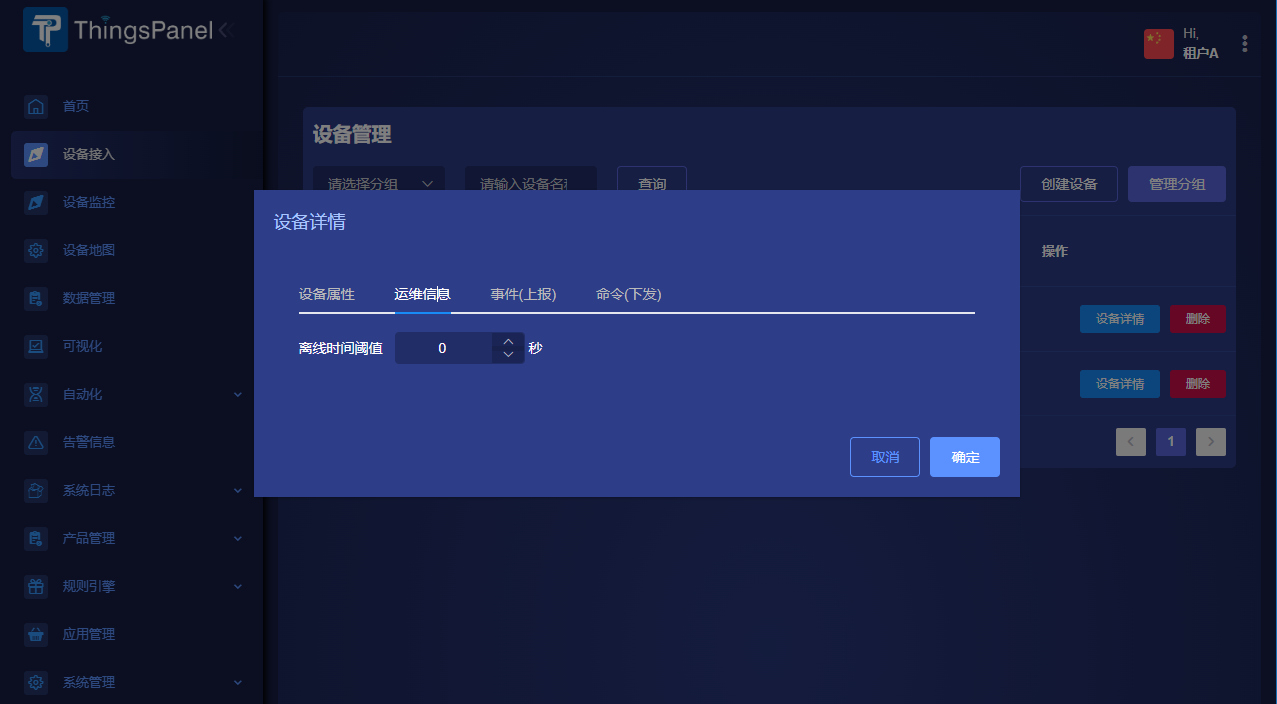 ThingsPanel
Hi,
租户A
首页
设备接入
设备监控
设备地图
数据管理
可视化
自动化
告警信息
系统日志
产品管理
规则引擎
应用管理
系统管理
设备管理
请选择分组
请输入设备名
查询
创建设备
管理分组
操作
设备详情
删除
设备详情
删除
1
设备详情
设备属性
运维信息
事件(上报)
命令(下发)
离线时间阈值
0
秒
取消
确定